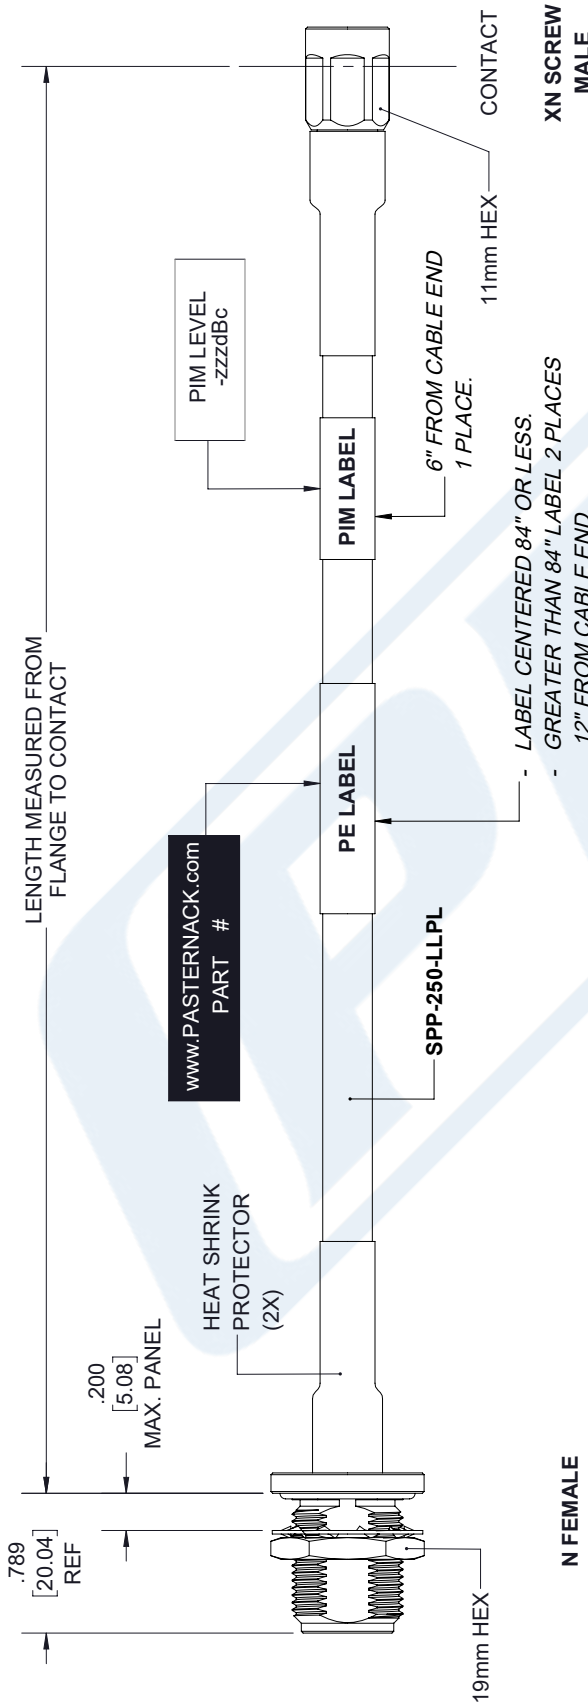 LENGTH MEASURED FROM
FLANGE TO CONTACT
.789
[20.04]
REF
.200
[5.08]
MAX. PANEL
HEAT SHRINK
PROTECTOR
(2X)
www.PASTERNACK.com
PART #
PIM LEVEL
-zzzdBc
PE LABEL
PIM LABEL
SPP-250-LLPL
6" FROM CABLE END
1 PLACE.
- LABEL CENTERED 84" OR LESS.
- GREATER THAN 84" LABEL 2 PLACES
12" FROM CABLE END
19mm HEX
11mm HEX
CONTACT
N FEMALE
XN SCREW
MALE